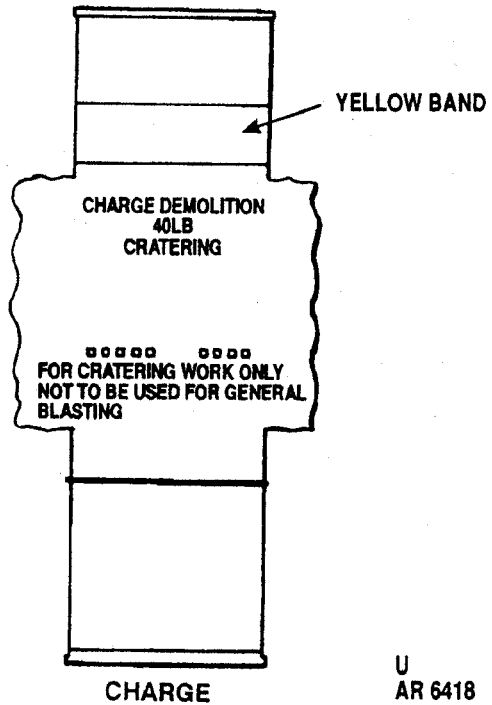 YELLOW BAND
CHARGE DEMOLITION
40LB
CRATERING
FOR CRATERING WORK ONLY
NOT TO BE USED FOR GENERAL
BLASTING
CHARGE
U
AR 6418